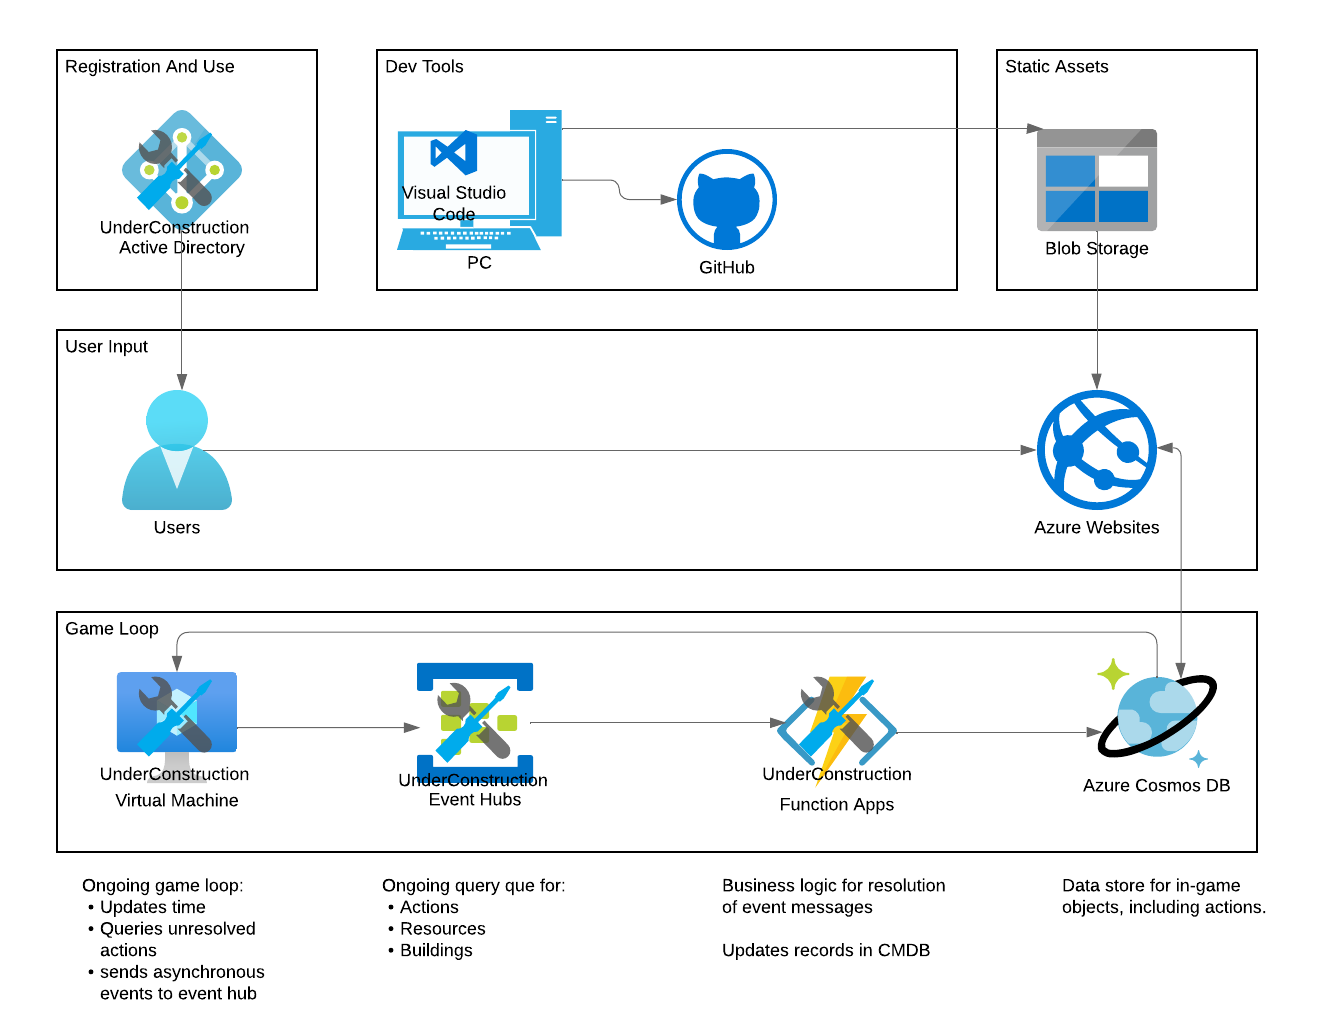 Registration And Use
Dev Tools
Static Assets
UnderConstruction
Active Directory
Visual Studio
Code
PC
GitHub
Blob Storage
User Input
Users
Azure Websites
Game Loop
UnderConstruction
Virtual Machine
UnderConstruction
Event Hubs
UnderConstruction
Function Apps
Azure Cosmos DB
Ongoing game loop:
• Updates time
• Queries unresolved
actions
• sends asynchronous
events to event hub
Ongoing query que for:
• Actions
• Resources
• Buildings
Business logic for resolution
of event messages
Updates records in CMDB
Data store for in-game
objects, including actions.